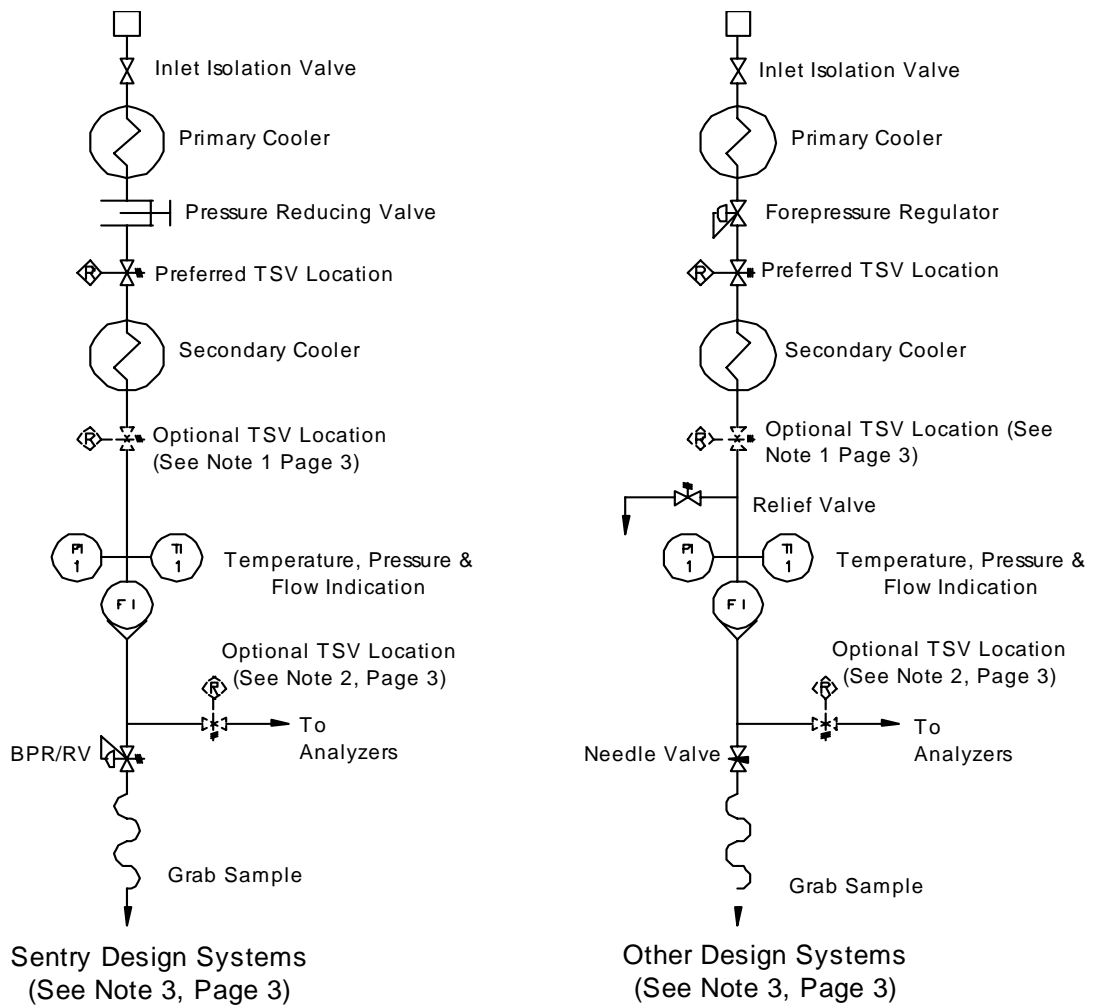 Inlet Isolation Valve
Primary Cooler
Pressure Reducing Valve
R
Preferred TSV Location
Secondary Cooler
R
Optional TSV Location
(See Note 1 Page 3)
PI
1
TI
1
Temperature, Pressure &
Flow Indication
FI
Optional TSV Location
(See Note 2, Page 3)
R
To
Analyzers
BPR/RV
Grab Sample
Sentry Design Systems
(See Note 3, Page 3)
Inlet Isolation Valve
Primary Cooler
Forepressure Regulator
R
Preferred TSV Location
Secondary Cooler
R
Optional TSV Location (See
Note 1 Page 3)
Relief Valve
PI
1
TI
1
Temperature, Pressure &
Flow Indication
FI
Optional TSV Location
(See Note 2, Page 3)
R
To
Analyzers
Needle Valve
Grab Sample
Other Design Systems
(See Note 3, Page 3)